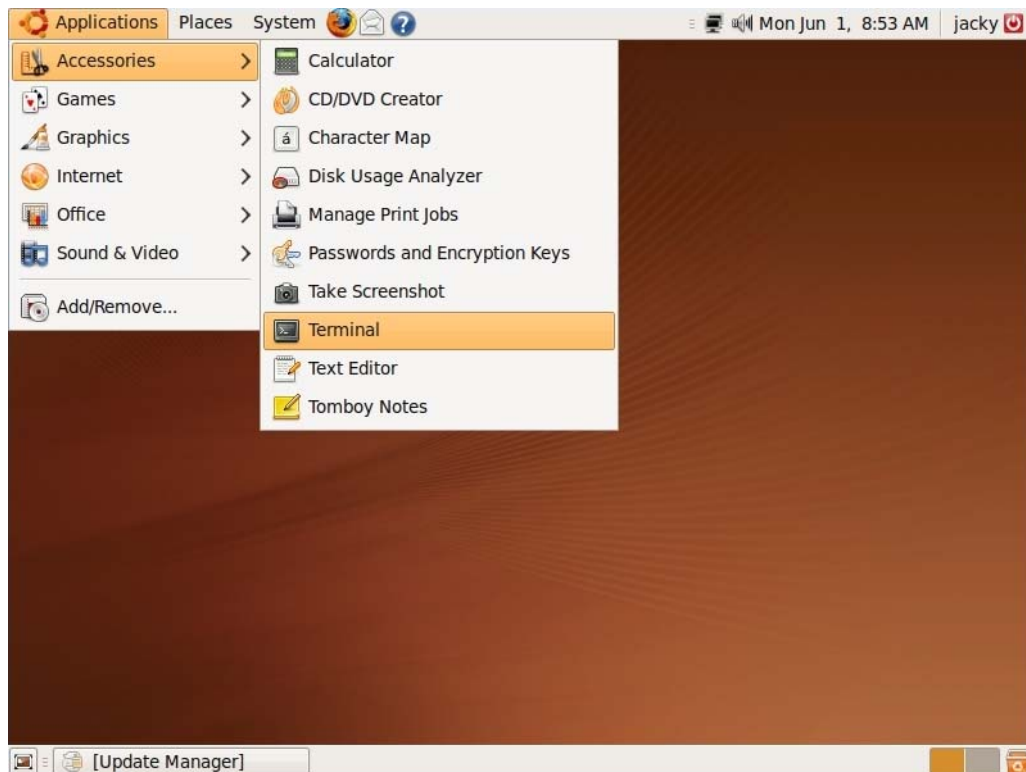 Applications Places System Mon Jun 1, 8:53 AM jacky
Accessories
Games
Graphics
Internet
Office
Sound & Video
Add/Remove...
Calculator
CD/DVD Creator
á Character Map
Disk Usage Analyzer
Manage Print Jobs
Passwords and Encryption Keys
Take Screenshot
Terminal
Text Editor
Tomboy Notes
[Update Manager]